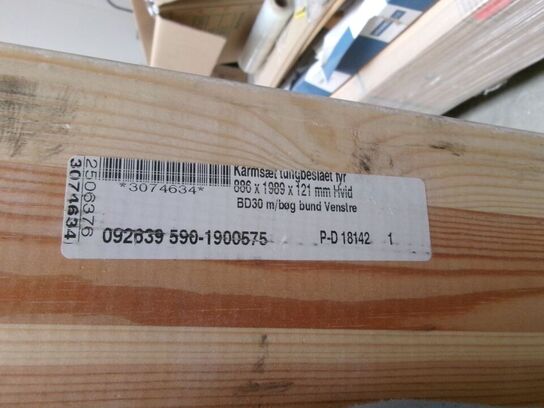 Karmsæt tungbeslået fyr
*3074634*
886 x 1989 x 121 mm Hvid
BD30 m/bøg bund Venstre
092639 590-1900575
P-D 18142 1
2506376
3074634